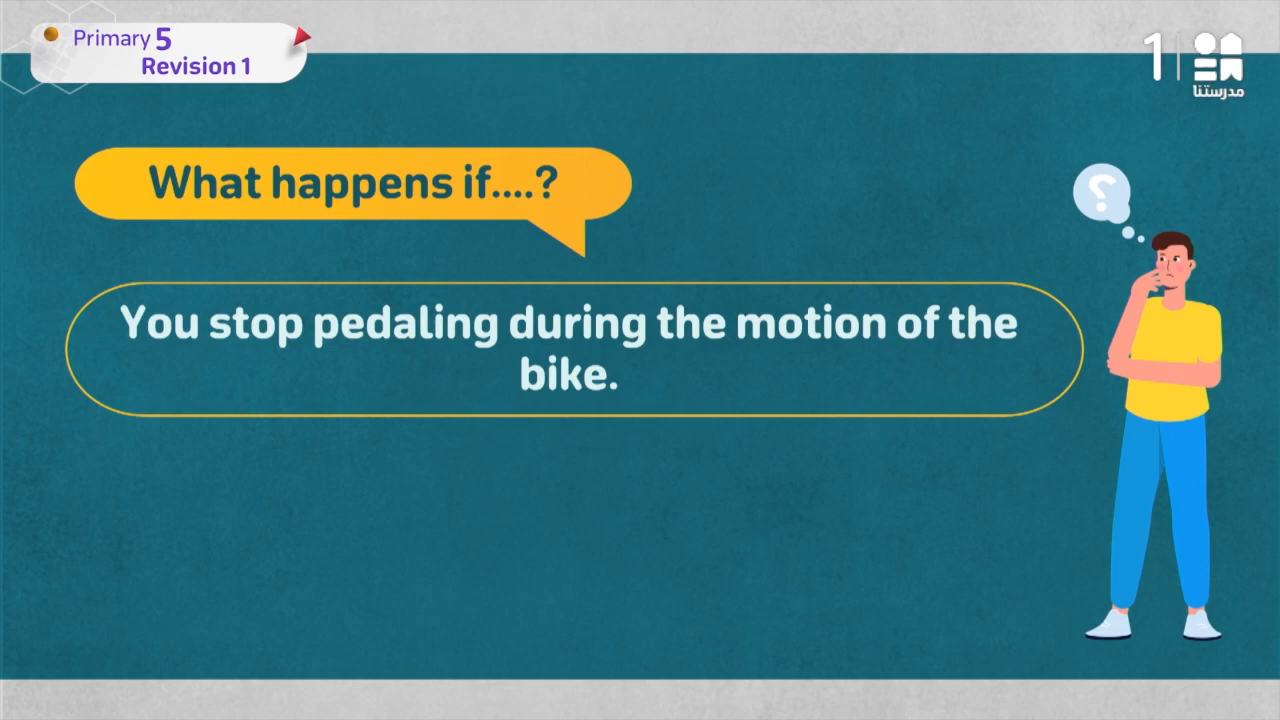 Primary 5
Revision 1
1
مدرستنا
What happens if....?
?
You stop pedaling during the motion of the
bike.